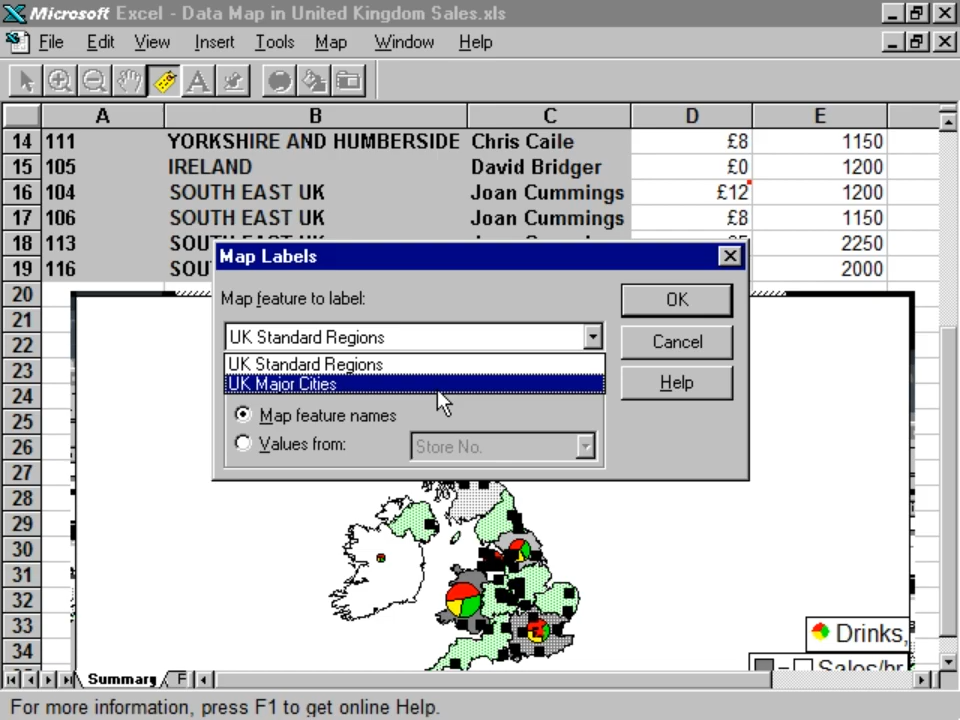 Microsoft Excel - Data Map in United Kingdom Sales.xls
File Edit View Insert Tools Map Window Help
A B C D E
14 111 YORKSHIRE AND HUMBERSIDE Chris Caile £8 1150
15 105 IRELAND David Bridger £0 1200
16 104 SOUTH EAST UK Joan Cummings £12 1200
17 106 SOUTH EAST UK Joan Cummings £8 1150
18 113 2250
19 116 SOU 2000
Map Labels
20
21
22
23
24
25
26
27
28
29
30
31
32
33
34
Map feature to label:
OK
UK Standard Regions
Cancel
UK Standard Regions
UK Major Cities
Help
Map feature names
Values from: Store No.
Drinks,
Sales/hr
Summary F
For more information, press F1 to get online Help.